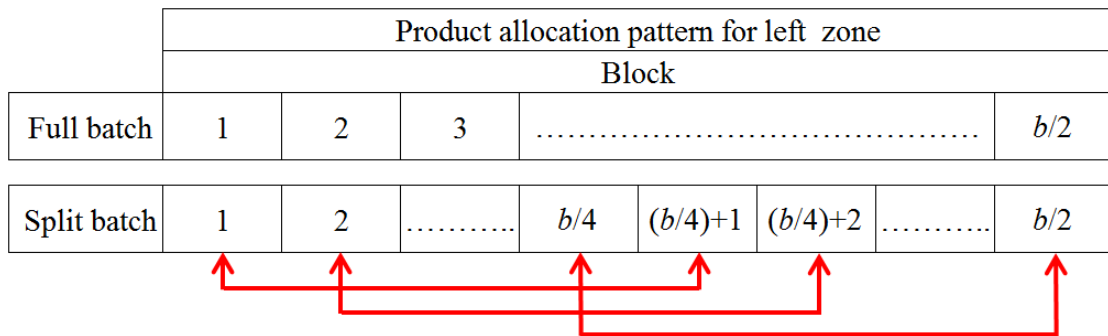 Product allocation pattern for left zone
Block
Full batch 1 2 3 …………………………………… b/2
Split batch 1 2 ……….. b/4 (b/4)+1 (b/4)+2 ……….. b/2